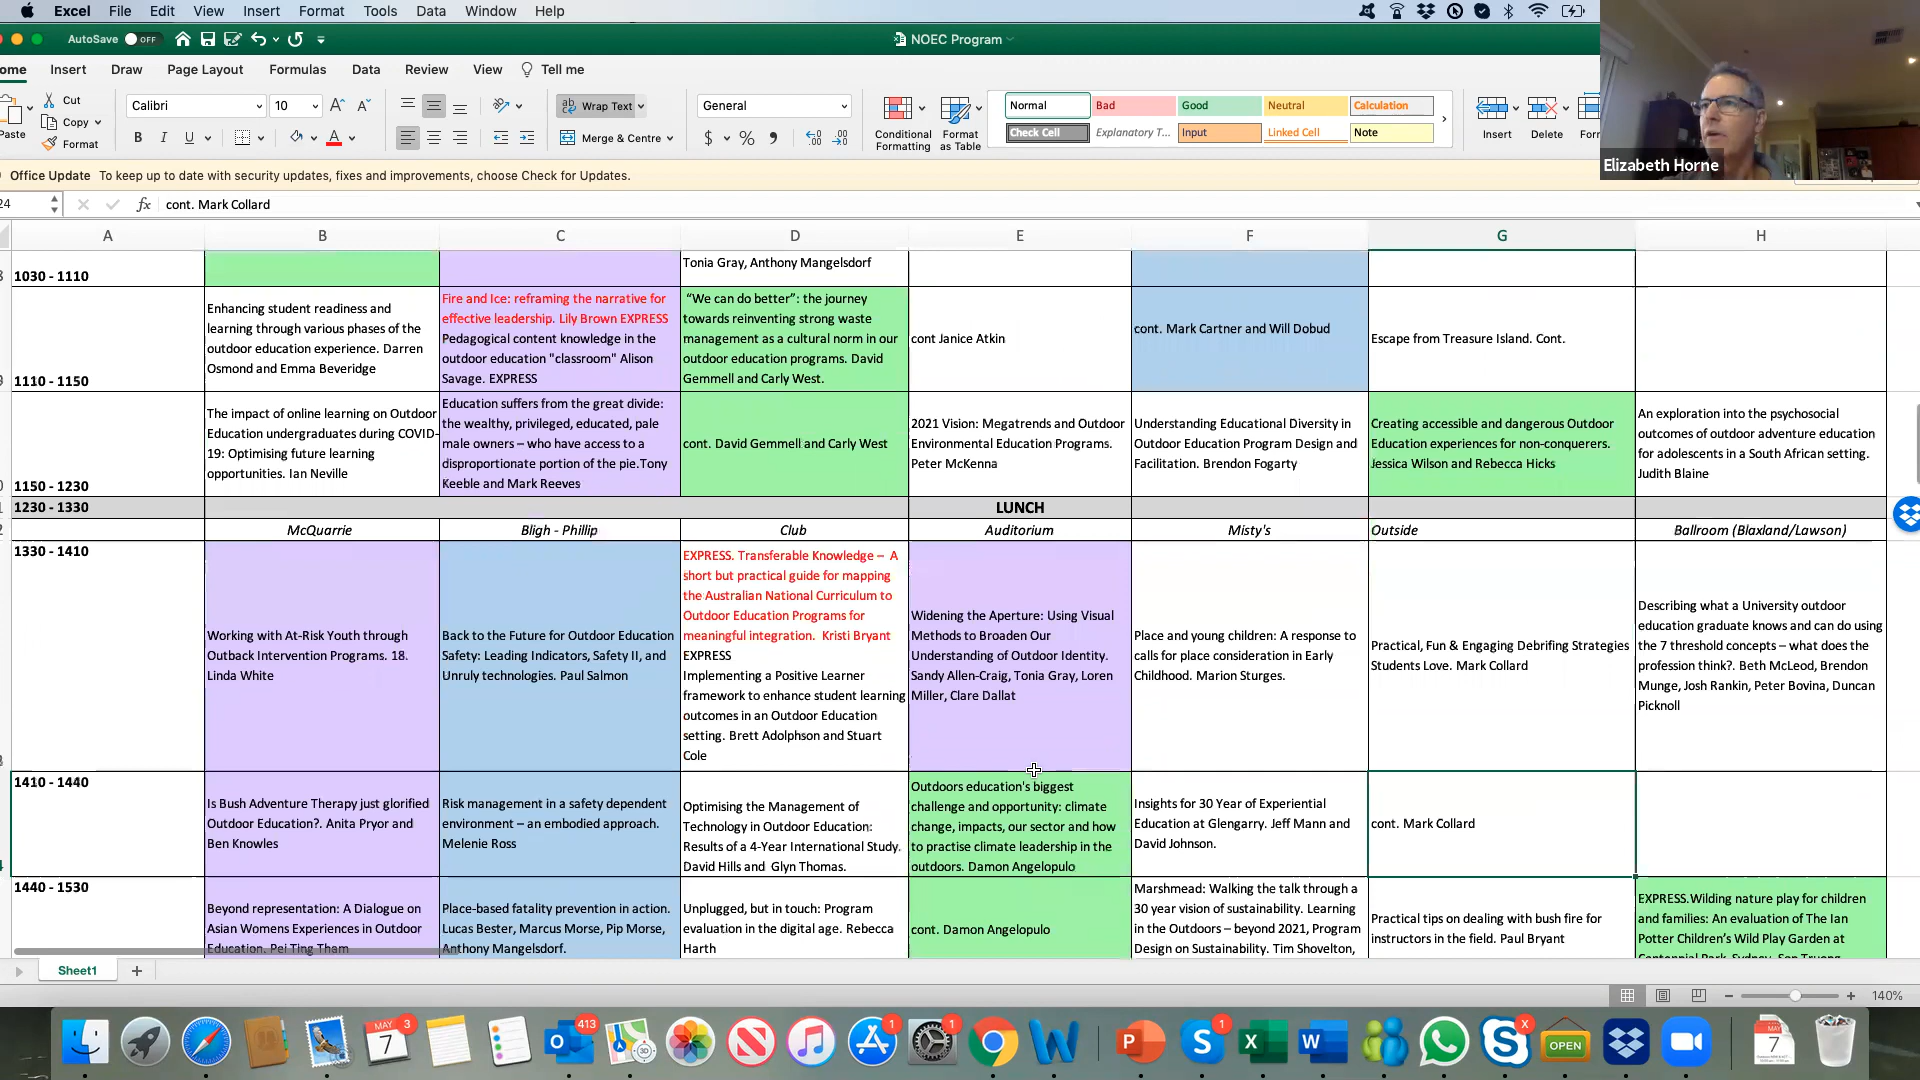 Excel File Edit View Insert Format Tools Data Window Help
AutoSave OFF NOEC Program
ome Insert Draw Page Layout Formulas Data Review View Tell me
Paste Cut Copy Format
Calibri 10
B I U
Wrap Text
Merge & Centre
General
$ %
Conditional Formatting
Format as Table
Normal Bad Good Neutral Calculation
Check Cell Explanatory T... Input Linked Cell Note
Insert Delete
Elizabeth Horne
Office Update To keep up to date with security updates, fixes and improvements, choose Check for Updates.
24 fx cont. Mark Collard
A B C D E F G H
1030 - 1110
Tonia Gray, Anthony Mangelsdorf
1110 - 1150
Enhancing student readiness and
learning through various phases of the
outdoor education experience. Darren
Osmond and Emma Beveridge
Fire and Ice: reframing the narrative for
effective leadership. Lily Brown EXPRESS
Pedagogical content knowledge in the
outdoor education "classroom" Alison
Savage. EXPRESS
“We can do better”: the journey
towards reinventing strong waste
management as a cultural norm in our
outdoor education programs. David
Gemmell and Carly West.
cont Janice Atkin
cont. Mark Cartner and Will Dobud
Escape from Treasure Island. Cont.
1150 - 1230
The impact of online learning on Outdoor
Education undergraduates during COVID-
19: Optimising future learning
opportunities. Ian Neville
Education suffers from the great divide:
the wealthy, privileged, educated, pale
male owners – who have access to a
disproportionate portion of the pie.Tony
Keeble and Mark Reeves
cont. David Gemmell and Carly West
2021 Vision: Megatrends and Outdoor
Environmental Education Programs.
Peter McKenna
Understanding Educational Diversity in
Outdoor Education Program Design and
Facilitation. Brendon Fogarty
Creating accessible and dangerous Outdoor
Education experiences for non-conquerers.
Jessica Wilson and Rebecca Hicks
An exploration into the psychosocial
outcomes of outdoor adventure education
for adolescents in a South African setting.
Judith Blaine
1230 - 1330 LUNCH
McQuarrie Bligh - Phillip Club Auditorium Misty's Outside Ballroom (Blaxland/Lawson)
1330 - 1410
Working with At-Risk Youth through
Outback Intervention Programs. 18.
Linda White
Back to the Future for Outdoor Education
Safety: Leading Indicators, Safety II, and
Unruly technologies. Paul Salmon
EXPRESS. Transferable Knowledge – A
short but practical guide for mapping
the Australian National Curriculum to
Outdoor Education Programs for
meaningful integration. Kristi Bryant
EXPRESS
Implementing a Positive Learner
framework to enhance student learning
outcomes in an Outdoor Education
setting. Brett Adolphson and Stuart
Cole
Widening the Aperture: Using Visual
Methods to Broaden Our
Understanding of Outdoor Identity.
Sandy Allen-Craig, Tonia Gray, Loren
Miller, Clare Dallat
Place and young children: A response to
calls for place consideration in Early
Childhood. Marion Sturges.
Practical, Fun & Engaging Debrifing Strategies
Students Love. Mark Collard
Describing what a University outdoor
education graduate knows and can do using
the 7 threshold concepts – what does the
profession think?. Beth McLeod, Brendon
Munge, Josh Rankin, Peter Bovina, Duncan
Picknoll
1410 - 1440
Is Bush Adventure Therapy just glorified
Outdoor Education?. Anita Pryor and
Ben Knowles
Risk management in a safety dependent
environment – an embodied approach.
Melenie Ross
Optimising the Management of
Technology in Outdoor Education:
Results of a 4-Year International Study.
David Hills and Glyn Thomas.
Outdoors education's biggest
challenge and opportunity: climate
change, impacts, our sector and how
to practise climate leadership in the
outdoors. Damon Angelopulo
Insights for 30 Year of Experiential
Education at Glengarry. Jeff Mann and
David Johnson.
cont. Mark Collard
1440 - 1530
Beyond representation: A Dialogue on
Asian Womens Experiences in Outdoor
Education. Pei Ting Tham
Place-based fatality prevention in action.
Lucas Bester, Marcus Morse, Pip Morse,
Anthony Mangelsdorf.
Unplugged, but in touch: Program
evaluation in the digital age. Rebecca
Harth
cont. Damon Angelopulo
Marshmead: Walking the talk through a
30 year vision of sustainability. Learning
in the Outdoors – beyond 2021, Program
Design on Sustainability. Tim Shovelton,
Practical tips on dealing with bush fire for
instructors in the field. Paul Bryant
EXPRESS.Wilding nature play for children
and families: An evaluation of The Ian
Potter Children’s Wild Play Garden at
Centennial Park, Sydney. Son Truong
Sheet1
140%
MAY 7 3 413 3D 1 1 1 X OPEN MAY 7